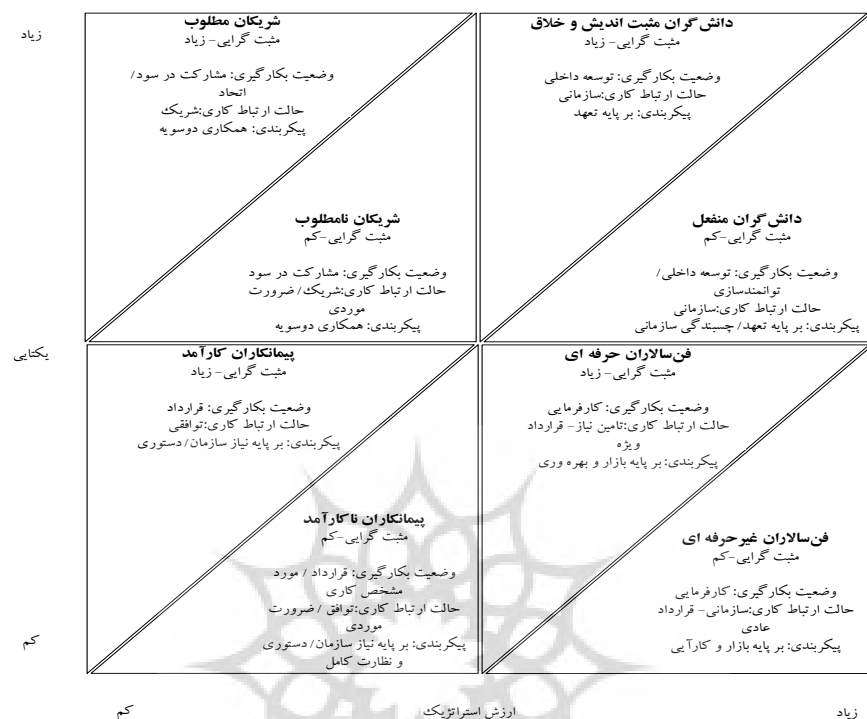 زیاد
دانش‌گران مثبت اندیش و خلاق
مثبت گرایی- زیاد
وضعیت بکارگیری: توسعه داخلی
حالت ارتباط کاری:سازمانی
پیکربندی: بر پایه تعهد
شریکان مطلوب
مثبت گرایی- زیاد
وضعیت بکارگیری: مشارکت در سود/
اتحاد
حالت ارتباط کاری:شریک
پیکربندی: همکاری دوسویه
دانش‌گران منفعل
مثبت گرایی-کم
وضعیت بکارگیری: توسعه داخلی/
توانمندسازی
حالت ارتباط کاری:سازمانی
پیکربندی: بر پایه تعهد/ چسبندگی سازمانی
شریکان نامطلوب
مثبت گرایی-کم
وضعیت بکارگیری: مشارکت در سود
حالت ارتباط کاری:شریک/ ضرورت
موردی
پیکربندی: همکاری دوسویه
یکتایی
فن‌سالاران حرفه ای
مثبت گرایی- زیاد
وضعیت بکارگیری: کارفرمایی
حالت ارتباط کاری:تامین نیاز- قرارداد
ویژه
پیکربندی: بر پایه بازار و بهره وری
پیمانکاران کارآمد
مثبت گرایی- زیاد
وضعیت بکارگیری: قرارداد
حالت ارتباط کاری:توافقی
پیکربندی: بر پایه نیاز سازمان/ دستوری
فن‌سالاران غیرحرفه ای
مثبت گرایی-کم
وضعیت بکارگیری: کارفرمایی
حالت ارتباط کاری:سازمانی- قرارداد
عادی
پیکربندی: بر پایه بازار و کارآیی
پیمانکاران ناکارآمد
مثبت گرایی-کم
وضعیت بکارگیری: قرارداد / مورد
مشخص کاری
حالت ارتباط کاری:توافق / ضرورت
موردی
پیکربندی: بر پایه نیاز سازمان/ دستوری
و نظارت کامل
کم
زیاد
ارزش استراتژیک
کم